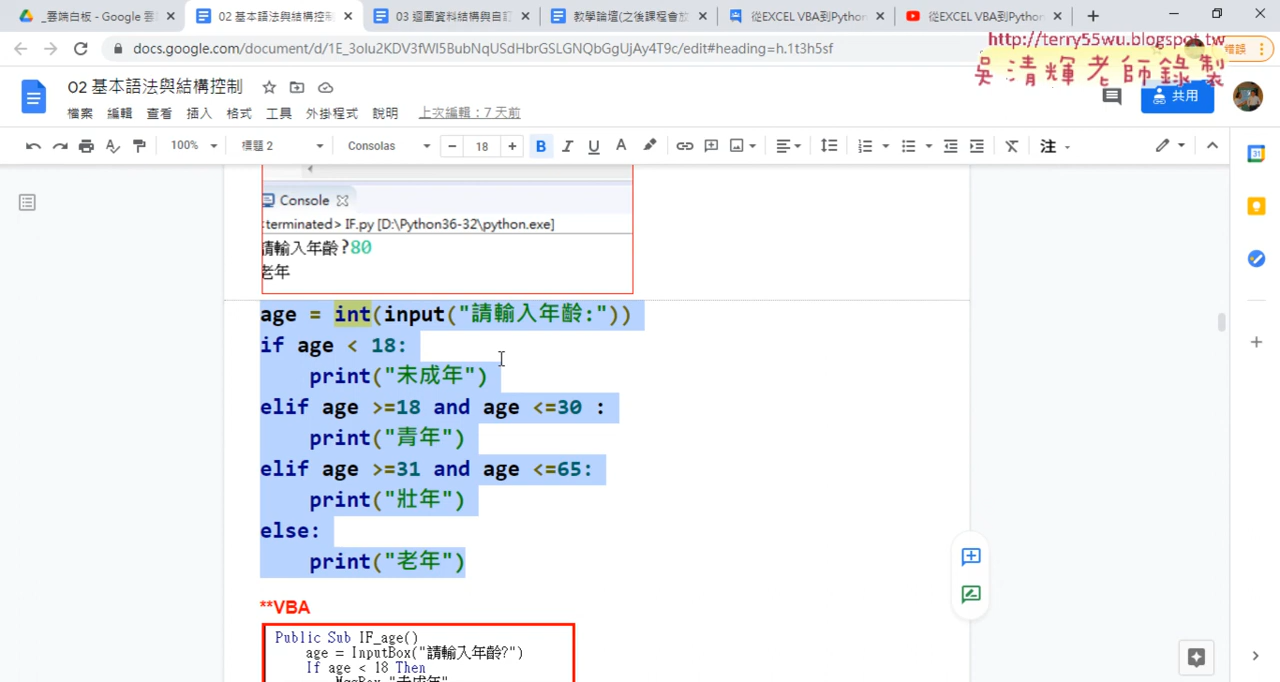 _雲端白板 - Google 雲
02 基本語法與結構控制
03 迴圈資料結構與自訂
教學論壇(之後課程會放
從EXCEL VBA到Python
從EXCEL VBA到Python
docs.google.com/document/d/1E_3olu2KDV3fWI5BubNqUSdHbrGSLGNQbGgUjAy4T9c/edit#heading=h.1t3h5sf
http://terry55wu.blogspot.tw
錯誤
吳清輝老師錄製
02 基本語法與結構控制
檔案 編輯 查看 插入 格式 工具 外掛程式 說明 上次編輯：7 天前
共用
100% 標題 2 Consolas 18 B I U A 注
31
Console
<terminated> IF.py [D:\Python36-32\python.exe]
請輸入年齡?80
老年
age = int(input("請輸入年齡:"))
if age < 18:
print("未成年")
elif age >=18 and age <=30 :
print("青年")
elif age >=31 and age <=65:
print("壯年")
else:
print("老年")
**VBA
Public Sub IF_age()
age = InputBox("請輸入年齡?")
If age < 18 Then
MsgBox "未成年"